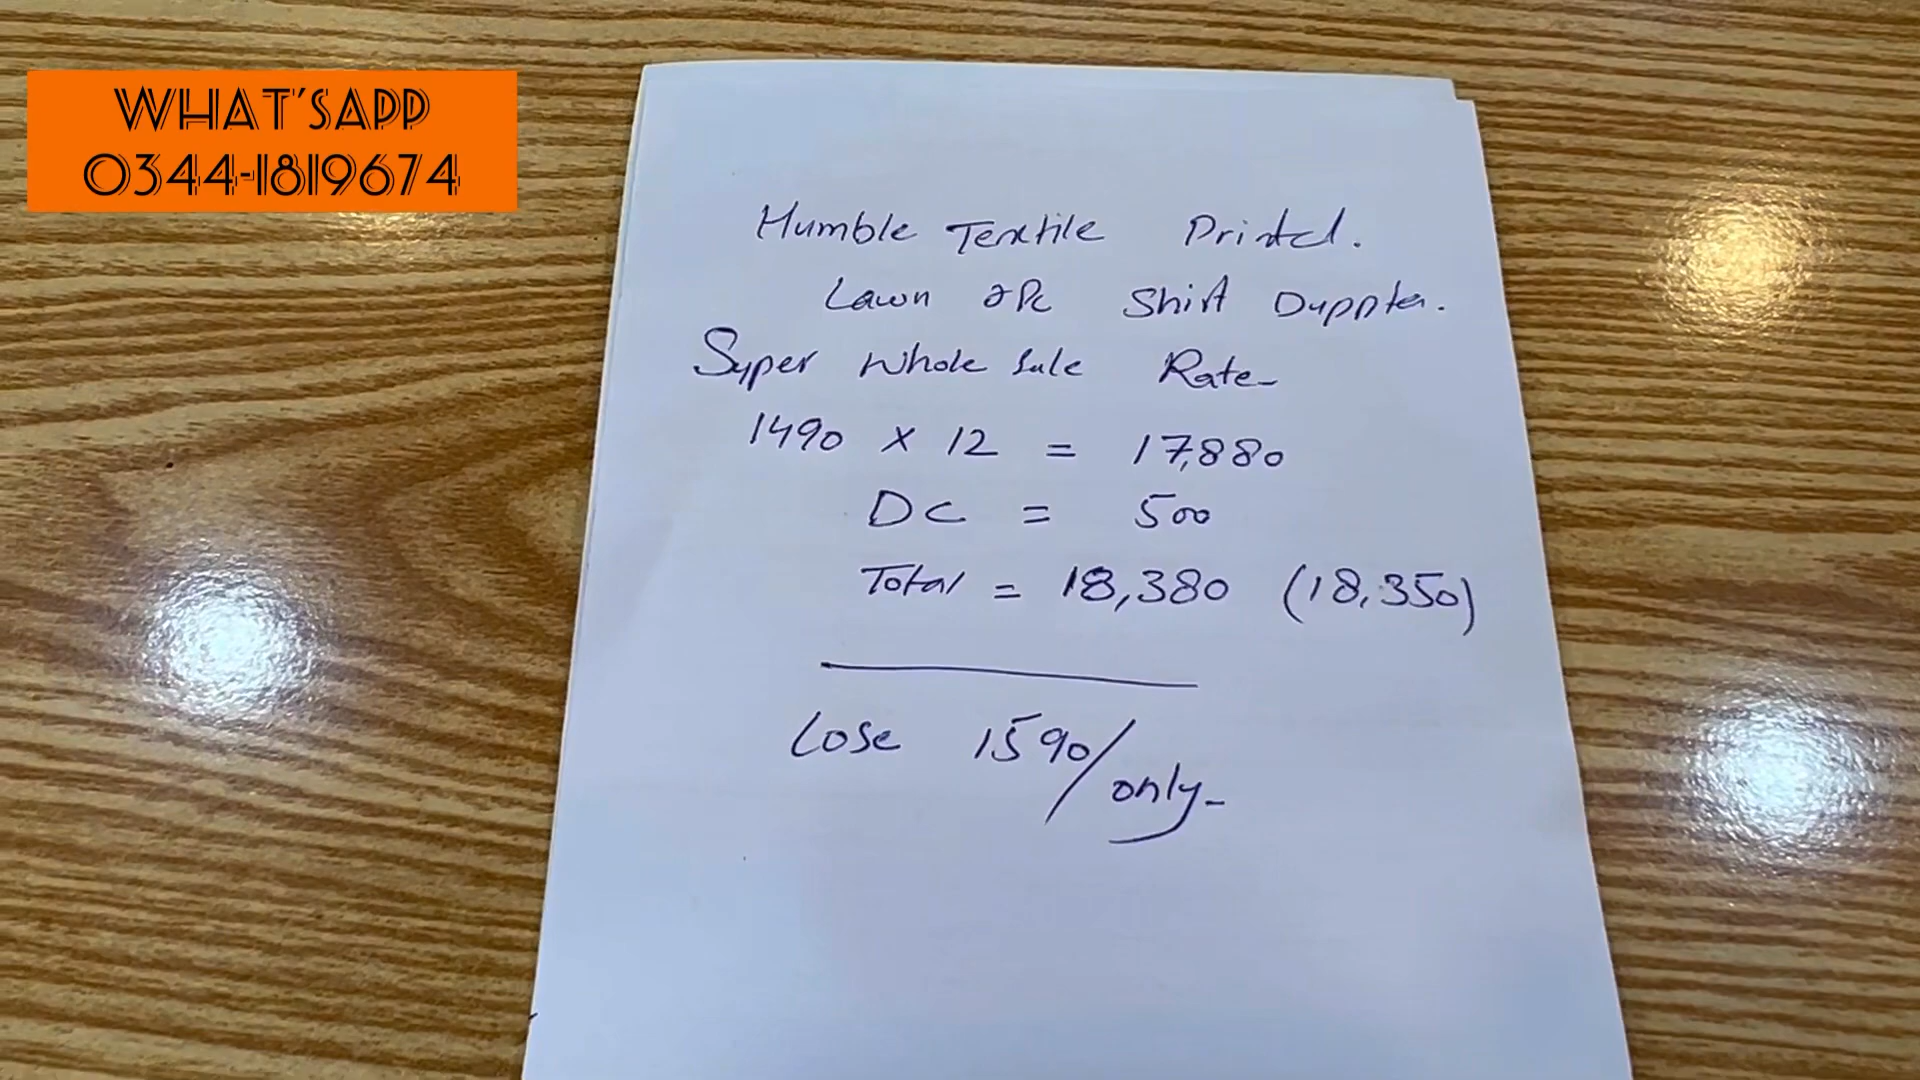 WHAT'SAPP
0344-1819674
Humble Textile Printed.
Lawn 2Pc Shirt Duppta.
Super Whole Sale Rate-
1490 x 12 = 17,880
DC = 500
Total = 18,380 (18,350)
Lose 1590/only-